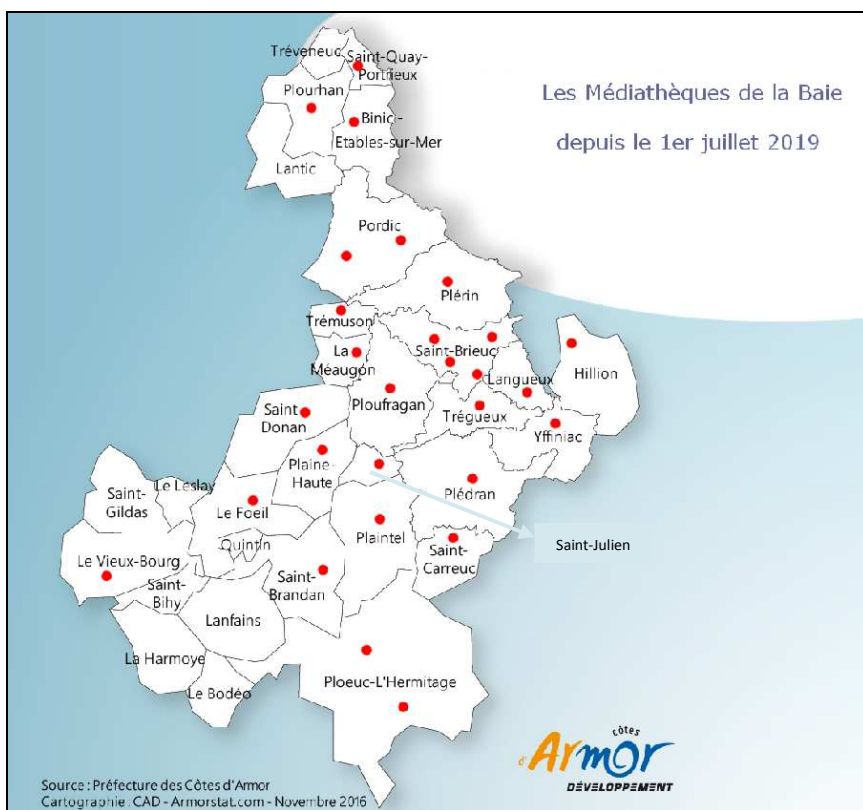 Les Médiathèques de la Baie
depuis le 1er juillet 2019
Tréveneuc
Saint-Quay-
Portrieux
Plourhan
Binic -
Etables-sur-Mer
Lantic
Pordic
Plérin
Trémuson
La
Méaugon
Saint-Brieuc
Langueux
Hillion
Ploufragan
Trégueux
Yffiniac
Saint
Donan
Plaine-
Haute
Plédran
Saint-
Gildas
Le Leslay
Le Foeil
Quintin
Plaintel
Saint-
Carreuc
Saint-Julien
Le Vieux-Bourg
Saint-
Bihy
Saint-
Brandan
Lanfains
La Harmoye
Le Bodéo
Ploeuc-L'Hermitage
côtes
d'Armor
DÉVELOPPEMENT
Source : Préfecture des Côtes d'Armor
Cartographie : CAD - Armorstat.com - Novembre 2016